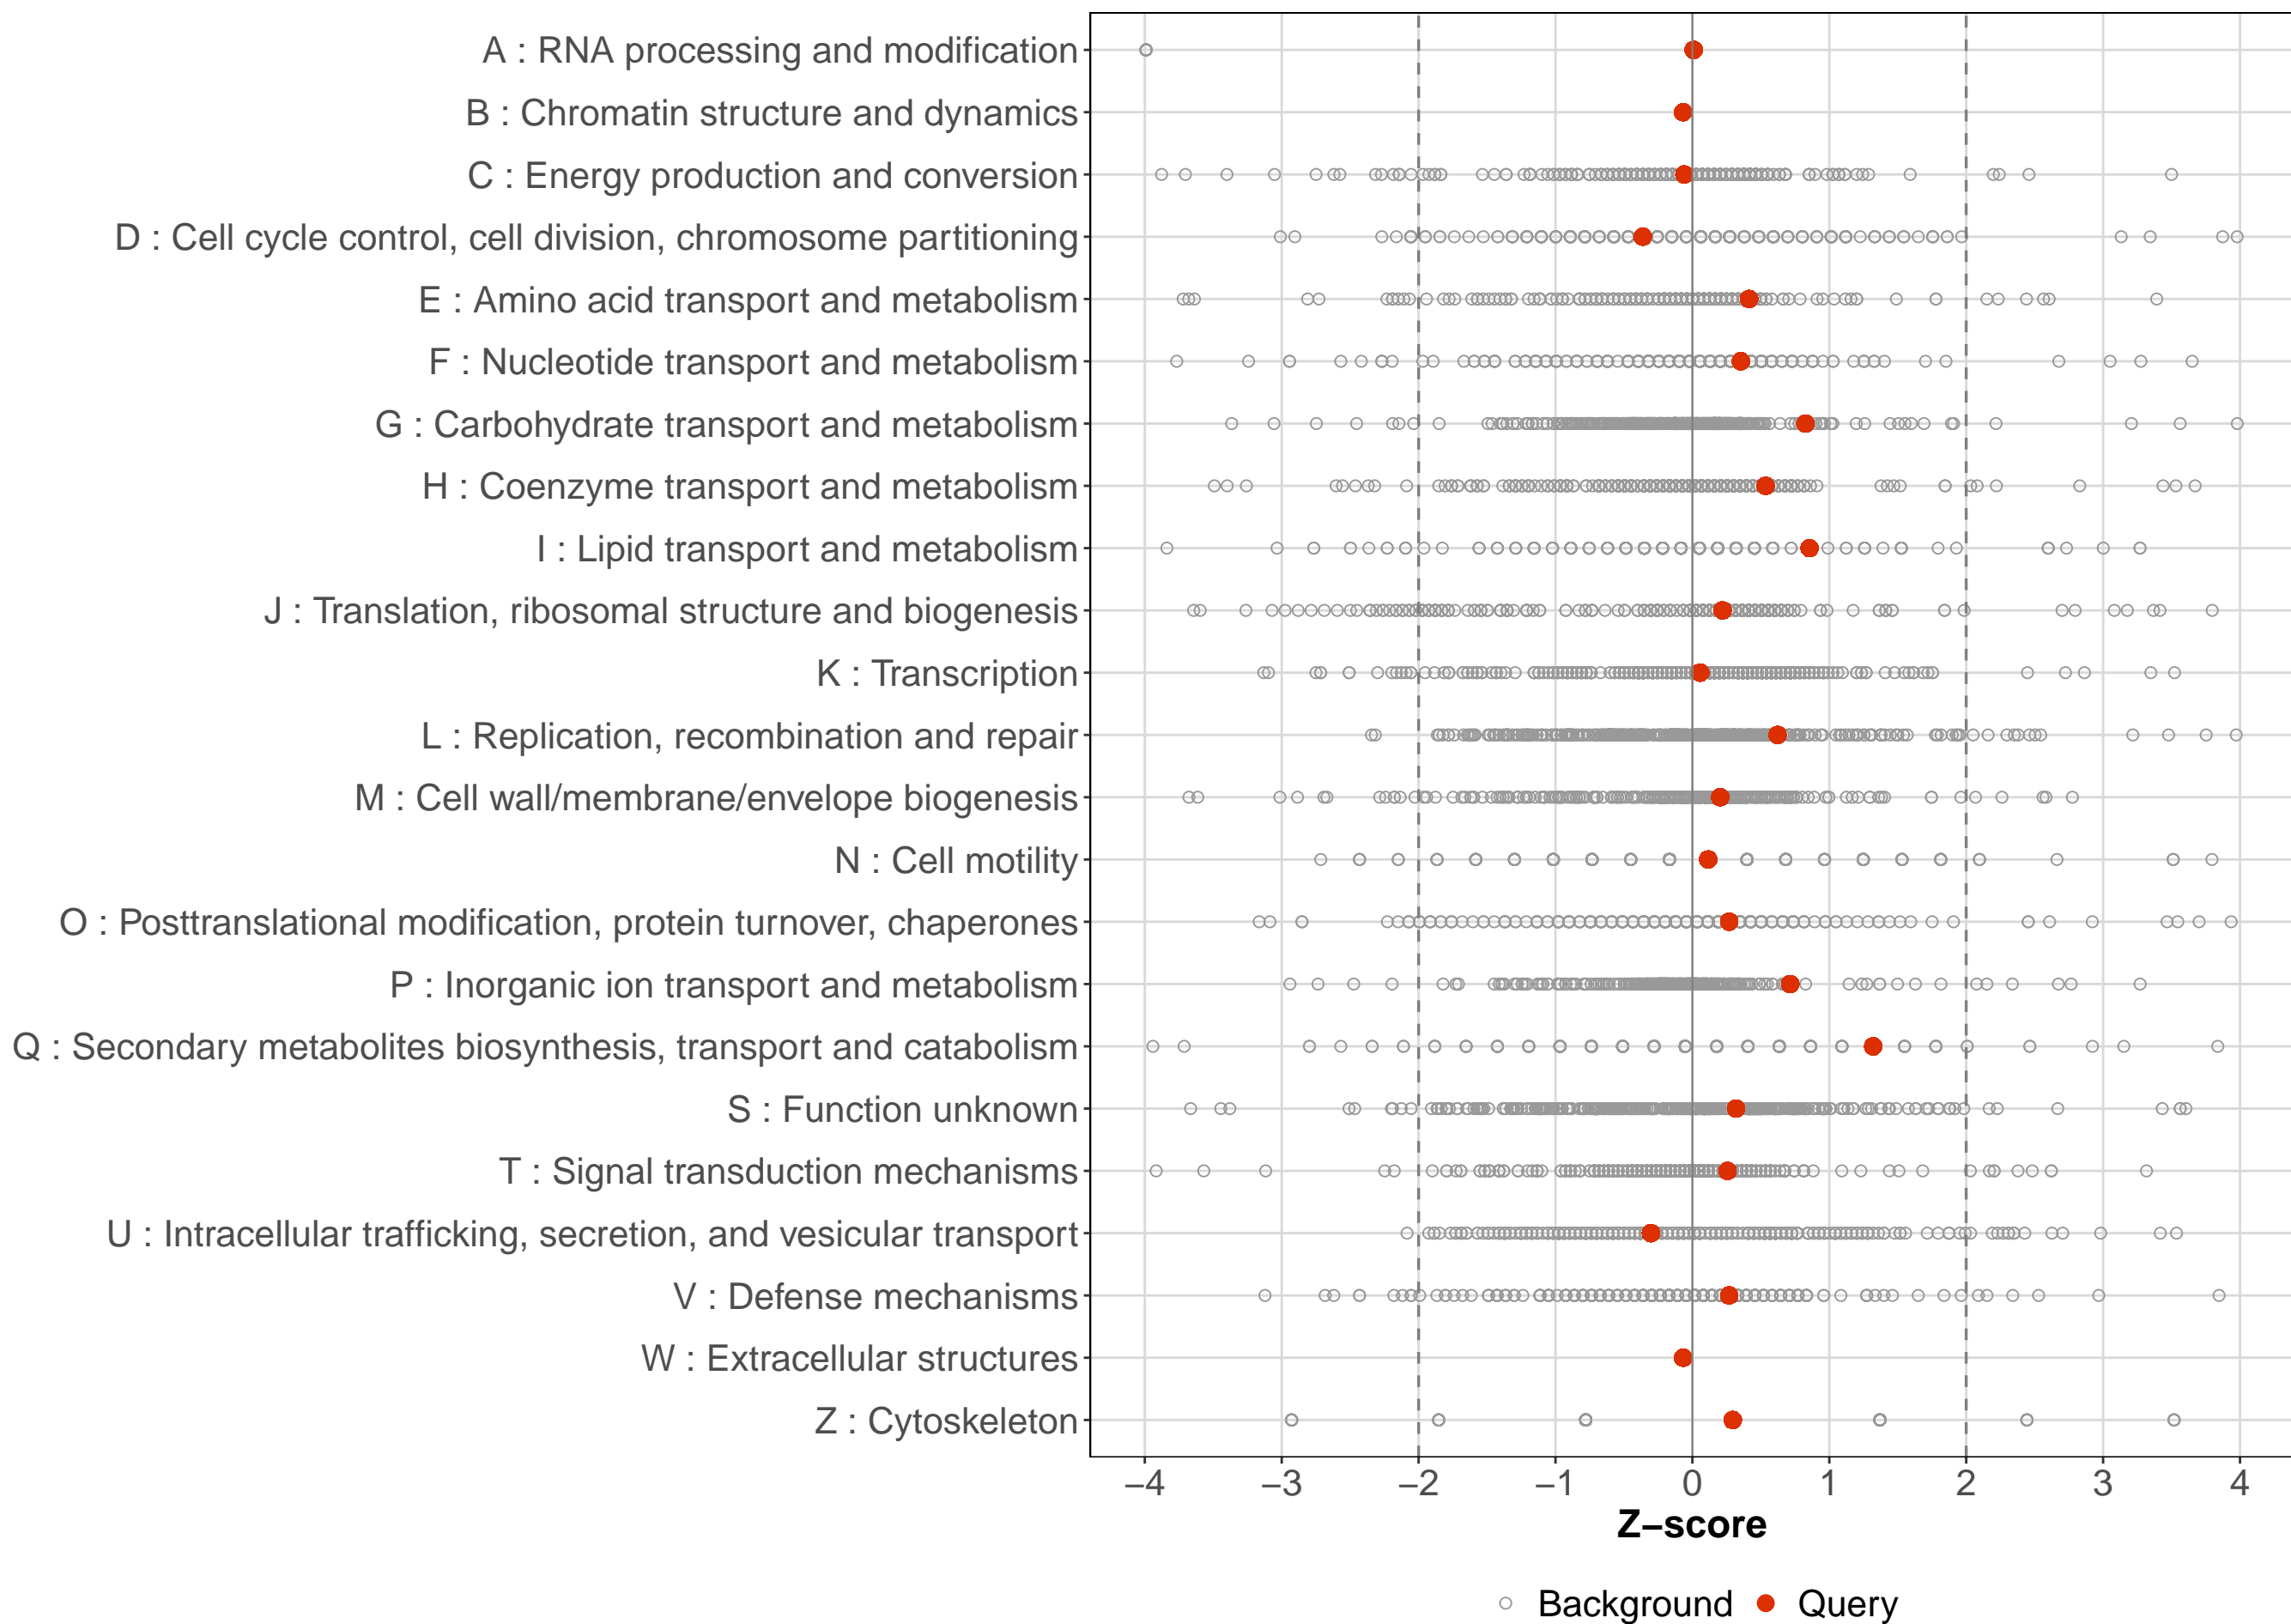 A : RNA processing and modification
B : Chromatin structure and dynamics
C : Energy production and conversion
D : Cell cycle control, cell division, chromosome partitioning
E : Amino acid transport and metabolism
F : Nucleotide transport and metabolism
G : Carbohydrate transport and metabolism
H : Coenzyme transport and metabolism
I : Lipid transport and metabolism
J : Translation, ribosomal structure and biogenesis
K : Transcription
L : Replication, recombination and repair
M : Cell wall/membrane/envelope biogenesis
N : Cell motility
O : Posttranslational modification, protein turnover, chaperones
P : Inorganic ion transport and metabolism
Q : Secondary metabolites biosynthesis, transport and catabolism
S : Function unknown
T : Signal transduction mechanisms
U : Intracellular trafficking, secretion, and vesicular transport
V : Defense mechanisms
W : Extracellular structures
Z : Cytoskeleton
−4 −3 −2 −1 0 1 2 3 4
Z−score
Background Query